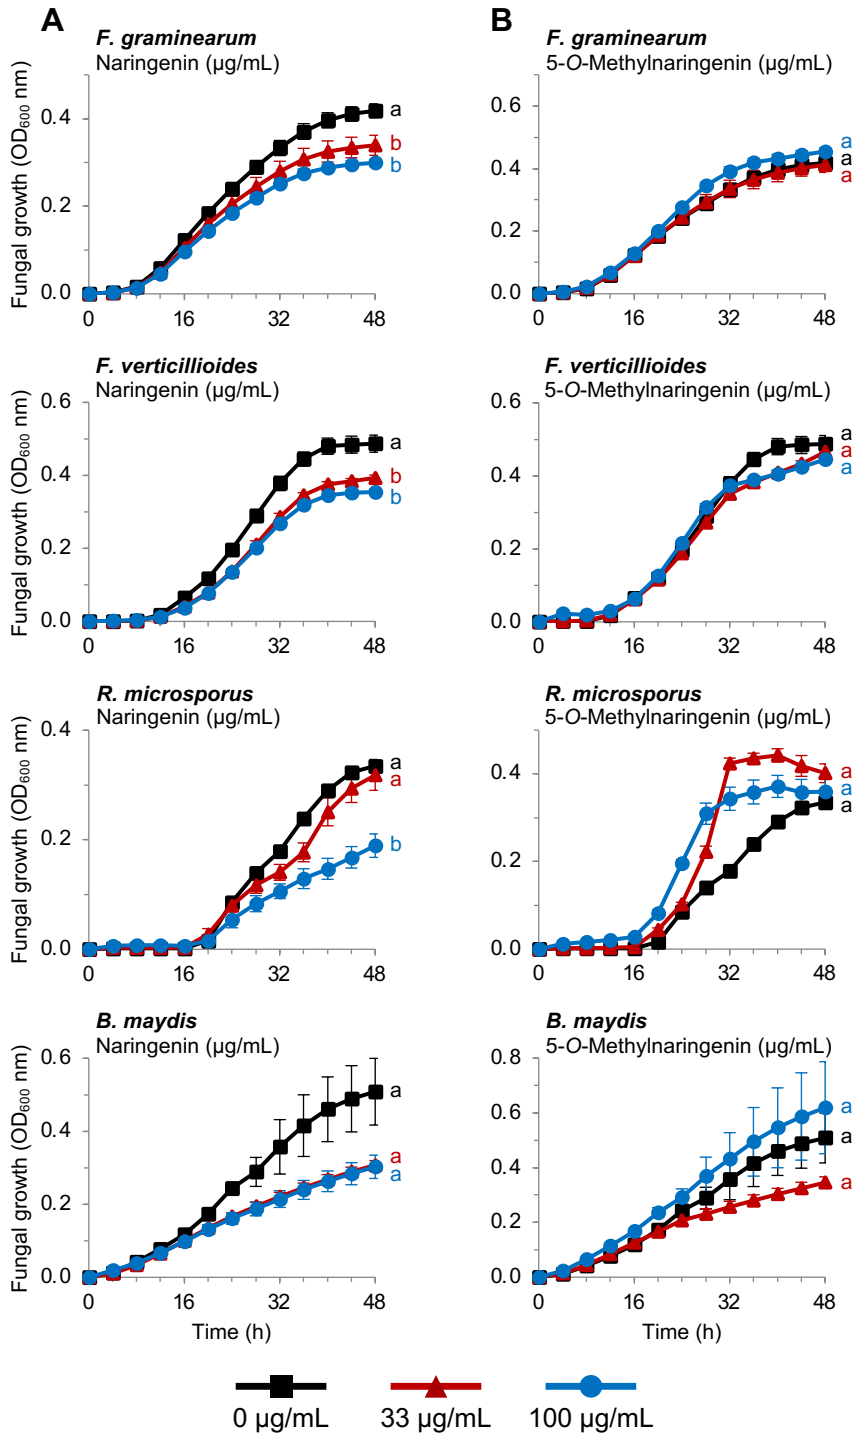 A
F. graminearum
Naringenin (µg/mL)
Fungal growth (OD600 nm)
0.4
0.2
0.0
0 16 32 48
a
b
b
F. verticillioides
Naringenin (µg/mL)
Fungal growth (OD600 nm)
0.6
0.4
0.2
0.0
0 16 32 48
a
b
b
R. microsporus
Naringenin (µg/mL)
Fungal growth (OD600 nm)
0.4
0.2
0.0
0 16 32 48
a
a
b
B. maydis
Naringenin (µg/mL)
Fungal growth (OD600 nm)
0.6
0.4
0.2
0.0
0 16 32 48
a
a
a
Time (h)
B
F. graminearum
5-O-Methylnaringenin (µg/mL)
0.6
0.4
0.2
0.0
0 16 32 48
a
a
a
F. verticillioides
5-O-Methylnaringenin (µg/mL)
0.6
0.4
0.2
0.0
0 16 32 48
a
a
a
R. microsporus
5-O-Methylnaringenin (µg/mL)
0.4
0.2
0.0
0 16 32 48
a
a
a
B. maydis
5-O-Methylnaringenin (µg/mL)
0.8
0.6
0.4
0.2
0.0
0 16 32 48
a
a
a
Time (h)
0 µg/mL 33 µg/mL 100 µg/mL